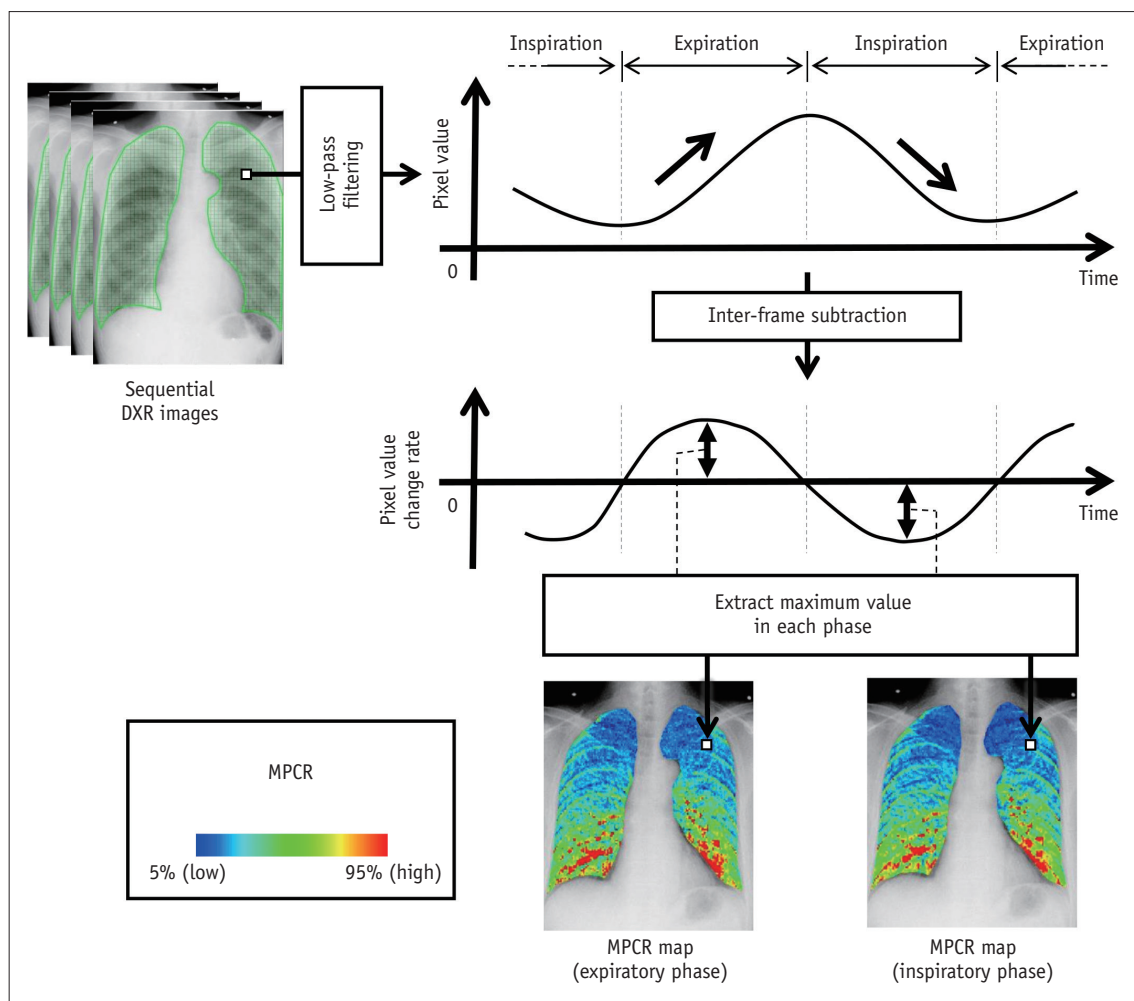 Inspiration
Expiration
Inspiration
Expiration
Low-pass
filtering
Pixel value
0
Time
Inter-frame subtraction
Sequential
DXR images
Pixel value
change rate
0
Time
Extract maximum value
in each phase
MPCR
5% (low)
95% (high)
MPCR map
(expiratory phase)
MPCR map
(inspiratory phase)